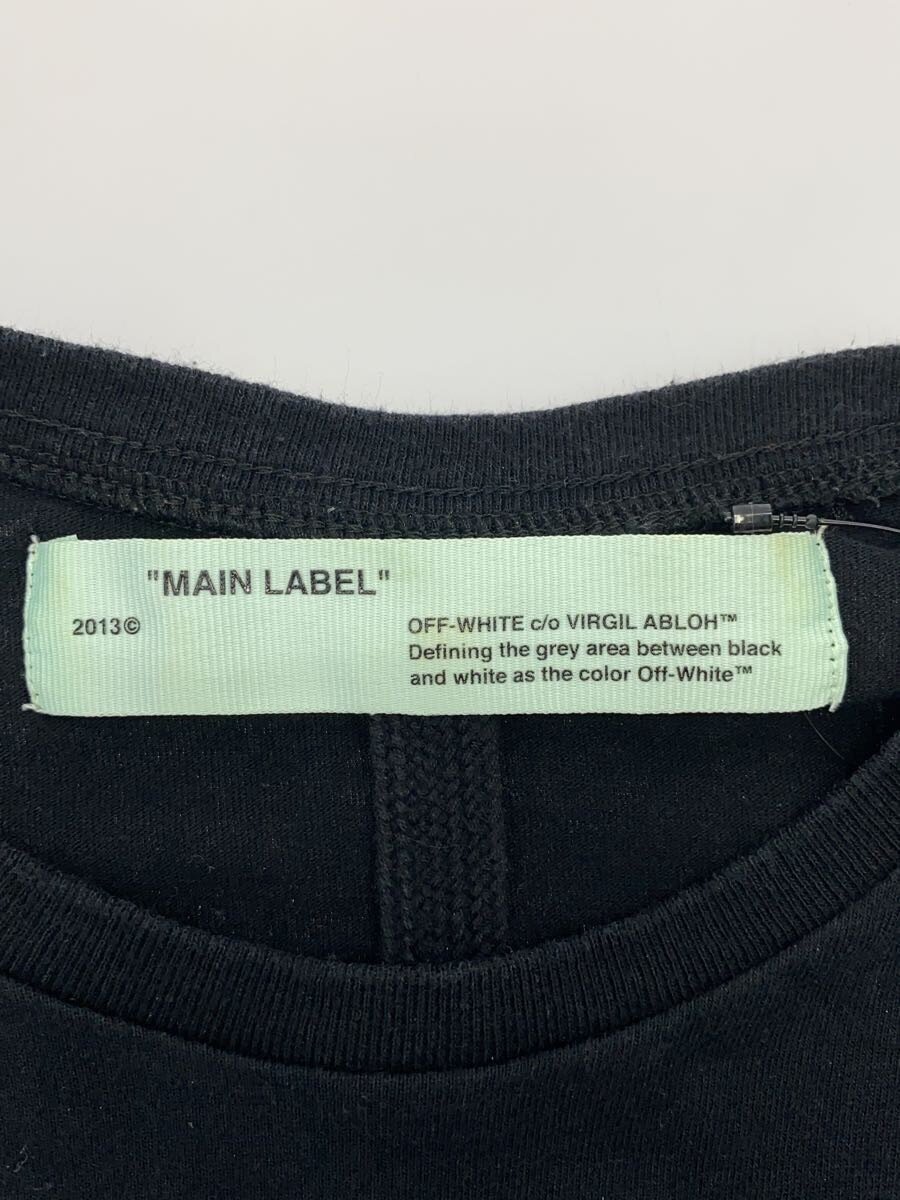 "MAIN LABEL"
2013©
OFF-WHITE c/o VIRGIL ABLOH™
Defining the grey area between black
and white as the color Off-White™